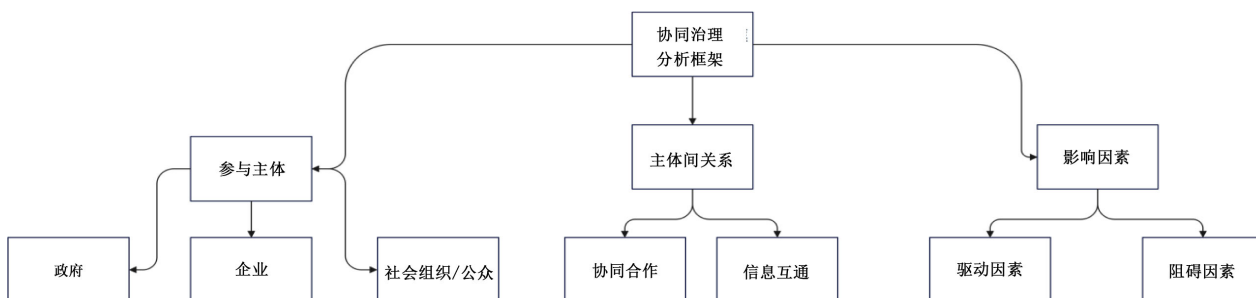 协同治理
分析框架
参与主体
主体间关系
影响因素
政府
企业
社会组织/公众
协同合作
信息互通
驱动因素
阻碍因素